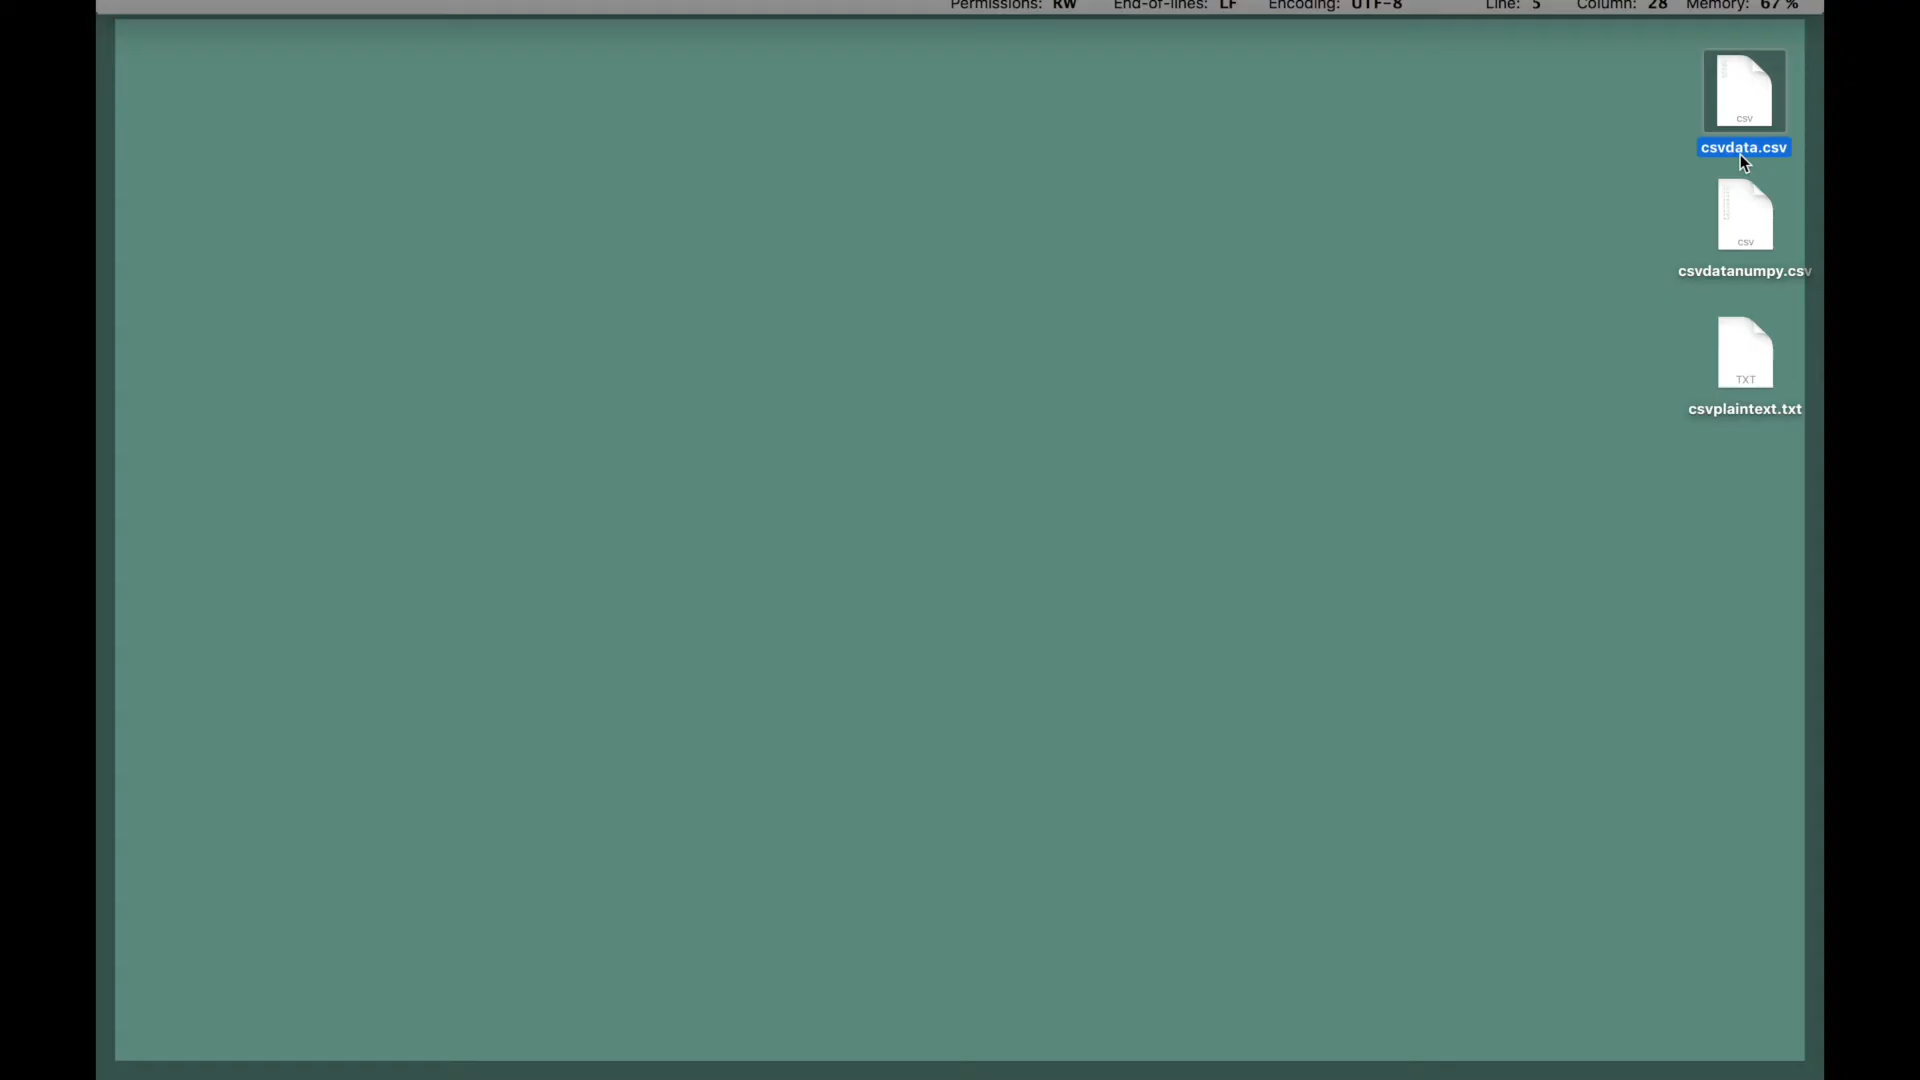 Permissions: RW End-of-lines: LF Encoding: UTF-8 Line: 5 Column: 28 Memory: 67 %
CSV
csvdata.csv
CSV
csvdatanumpy.csv
TXT
csvplaintext.txt